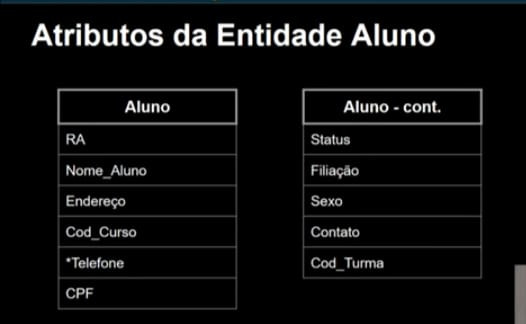 Atributos da Entidade Aluno
Aluno
RA
Nome_Aluno
Endereço
Cod_Curso
*Telefone
CPF
Aluno - cont.
Status
Filiação
Sexo
Contato
Cod_Turma